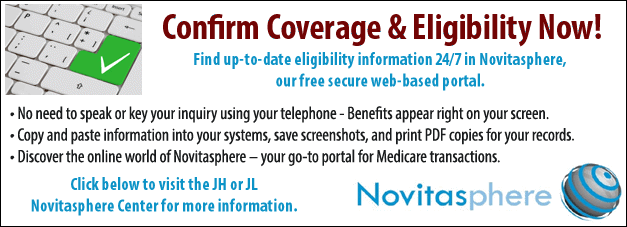 Confirm Coverage & Eligibility Now!
Find up-to-date eligibility information 24/7 in Novitasphere,
our free secure web-based portal.
• No need to speak or key your inquiry using your telephone - Benefits appear right on your screen.
• Copy and paste information into your systems, save screenshots, and print PDF copies for your records.
• Discover the online world of Novitasphere – your go-to portal for Medicare transactions.
Click below to visit the JH or JL
Novitasphere Center for more information.
Novitasphere